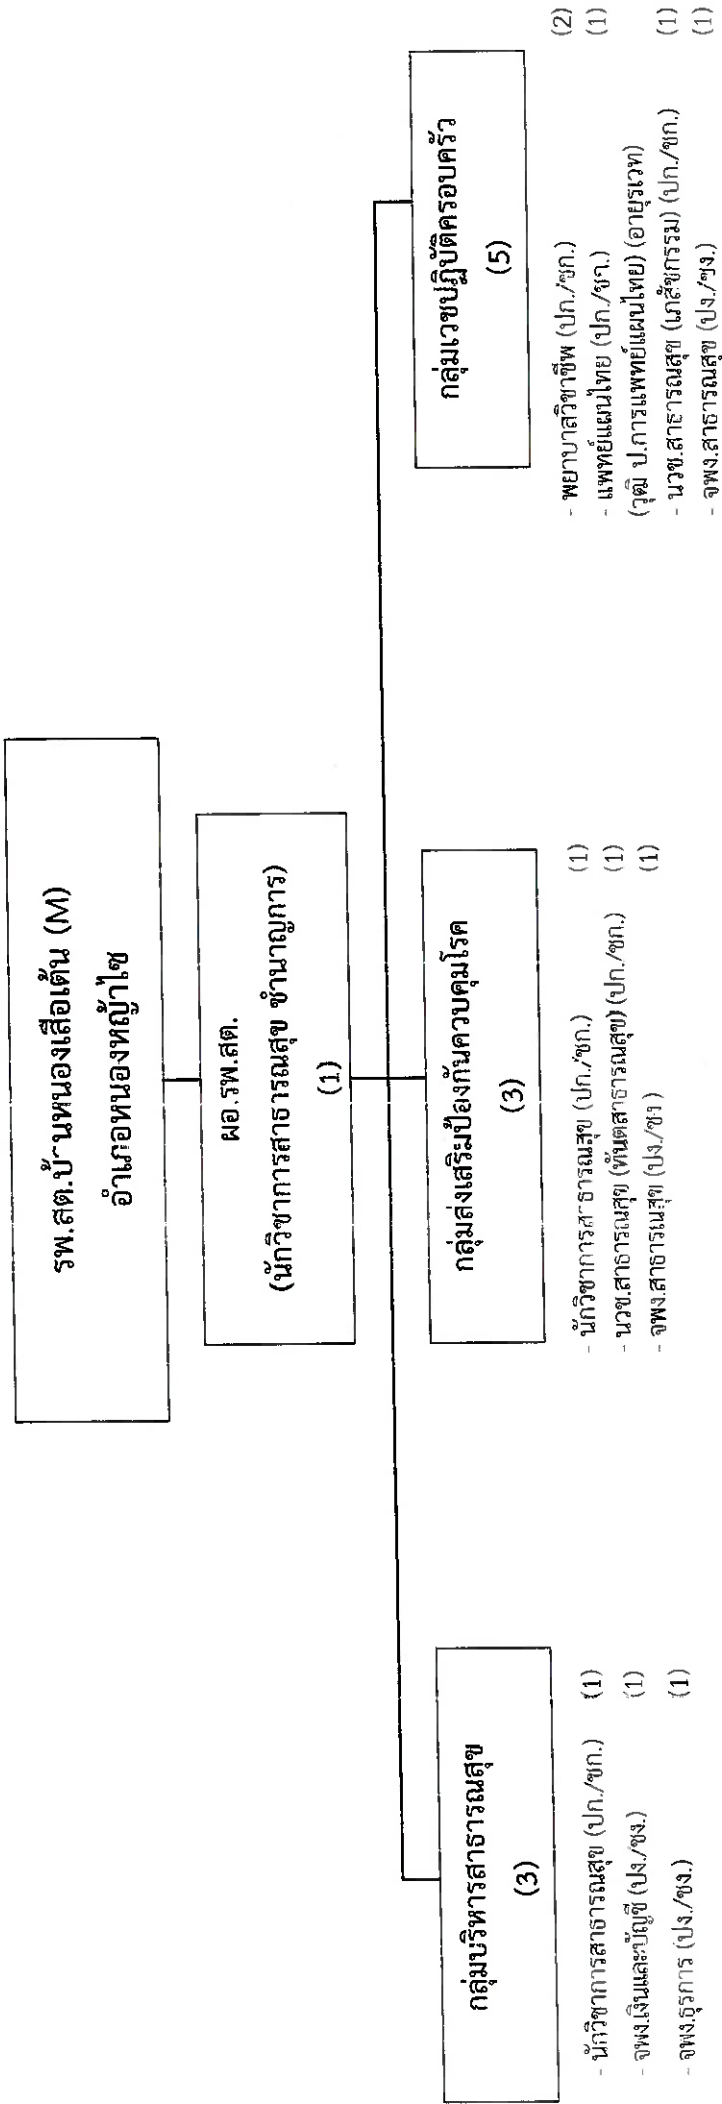 รพ.สต.บ้านหนองเสือเต้น (M)
อำเภอหนองหญ้าไซ
ผอ.รพ.สต.
(นักวิชาการสาธารณสุข ชำนาญการ)
(1)
กลุ่มบริหารสาธารณสุข
(3)
- นักวิชาการสาธารณสุข (ปก./ชก.) (1)
- จพง.เงินและบัญชี (ปง./ชง.) (1)
- จพง.ธุรการ (ปง./ชง.) (1)
กลุ่มส่งเสริมป้องกันควบคุมโรค
(3)
- นักวิชาการสาธารณสุข (ปก./ชก.) (1)
- นวช.สาธารณสุข (ทันตสาธารณสุข) (ปก./ชก.) (1)
- จพง.สาธารณสุข (ปง./ชง) (1)
กลุ่มเวชปฏิบัติครอบครัว
(5)
- พยาบาลวิชาชีพ (ปก./ชก.) (2)
- แพทย์แผนไทย (ปก./ชก.) (1)
(วุฒิ ป.การแพทย์แผนไทย) (อายุรเวท)
- นวช.สาธารณสุข (เภสัชกรรม) (ปก./ชก.) (1)
- จพง.สาธารณสุข (ปง./ชง.) (1)